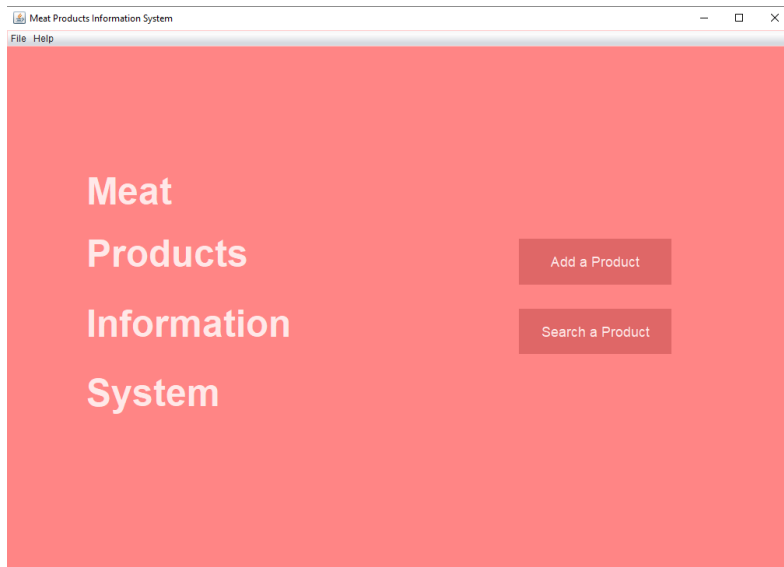 Meat Products Information System
File Help
Meat
Products
Information
System
Add a Product
Search a Product